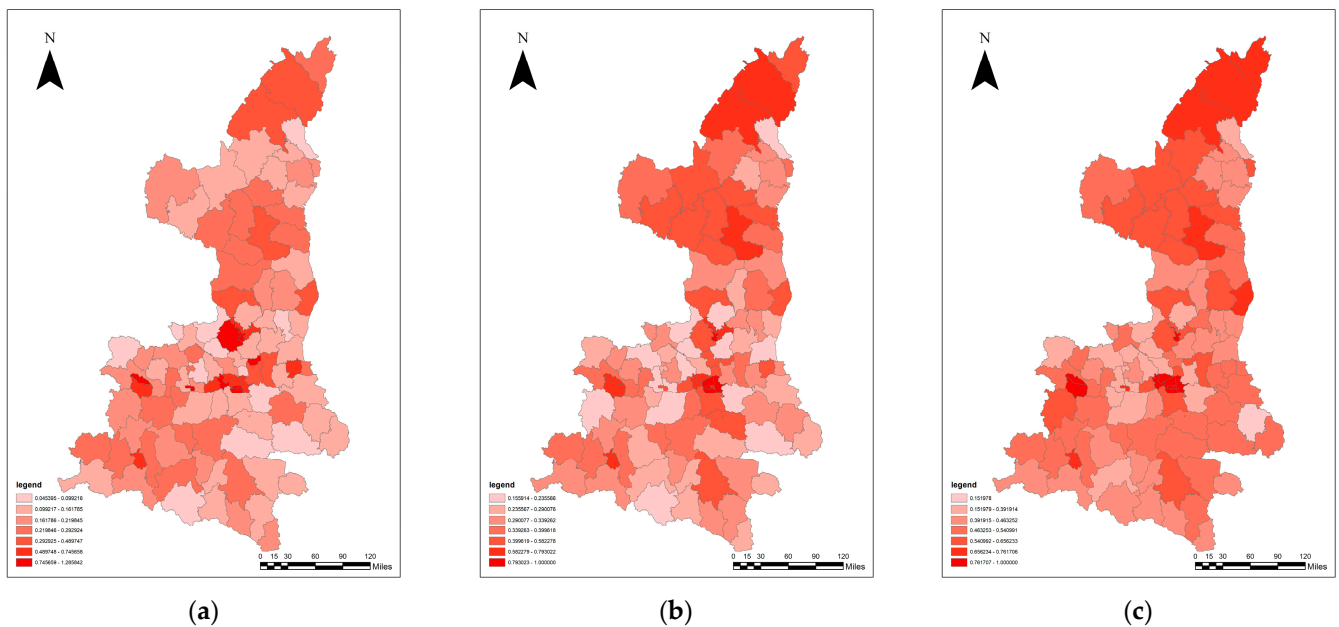 N
legend
0.045395 - 0.099216
0.099217 - 0.161765
0.161766 - 0.219845
0.219846 - 0.292924
0.292925 - 0.489747
0.489748 - 0.745658
0.745659 - 1.285842
0 15 30 60 90 120
Miles
(a)
N
legend
0.155914 - 0.235566
0.235567 - 0.290076
0.290077 - 0.339262
0.339263 - 0.399618
0.399619 - 0.582278
0.582279 - 0.793022
0.793023 - 1.000000
0 15 30 60 90 120
Miles
(b)
N
legend
0.151978
0.151979 - 0.391914
0.391915 - 0.463252
0.463253 - 0.540991
0.540992 - 0.656233
0.656234 - 0.761706
0.761707 - 1.000000
0 15 30 60 90 120
Miles
(c)